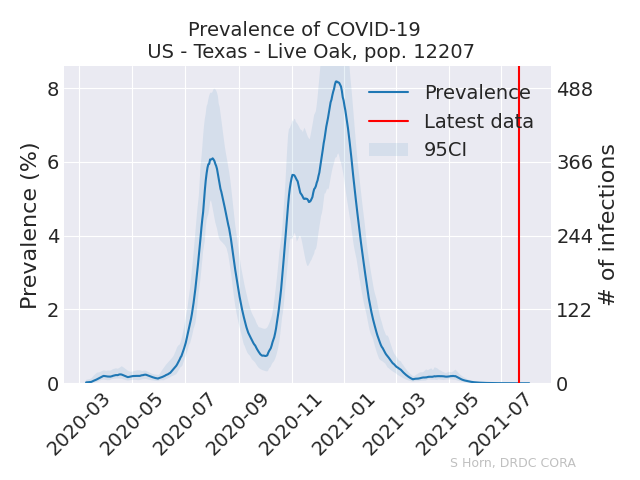 Prevalence of COVID-19
US - Texas - Live Oak, pop. 12207
Prevalence (%)
8
6
4
2
0
Prevalence
Latest data
95CI
488
366
244
122
0
# of infections
2020-03
2020-05
2020-07
2020-09
2020-11
2021-01
2021-03
2021-05
2021-07
S Horn, DRDC CORA